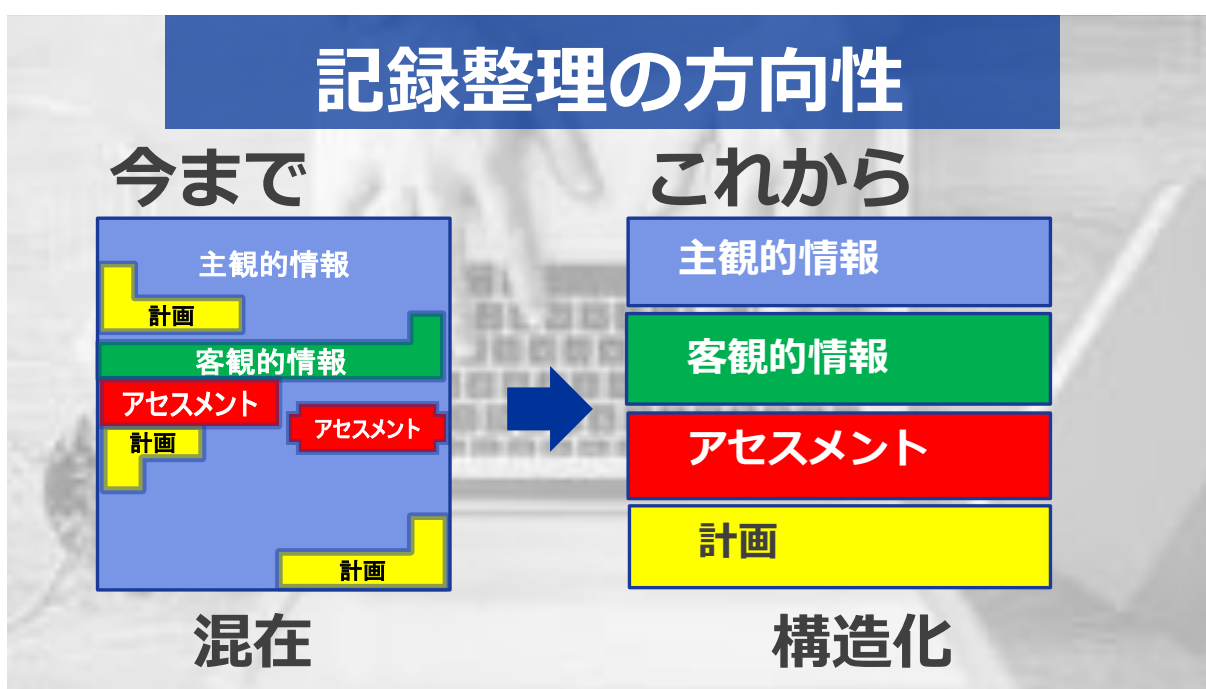 記録整理の方向性
今まで
主観的情報
計画
客観的情報
アセスメント
アセスメント
計画
計画
混在
これから
主観的情報
客観的情報
アセスメント
計画
構造化